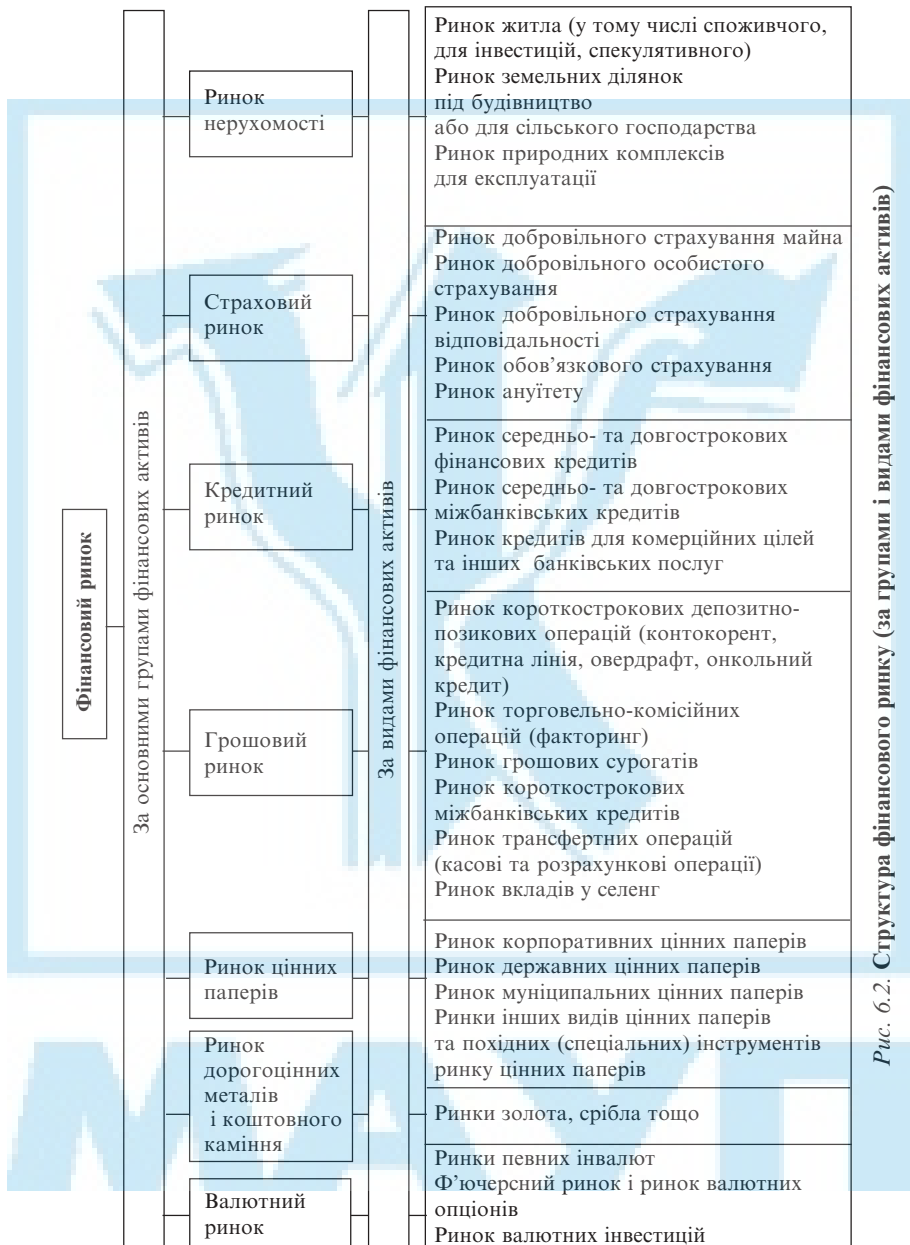 Фінансовий ринок
За основними групами фінансових активів
Ринок
нерухомості
Страховий
ринок
Кредитний
ринок
Грошовий
ринок
Ринок цінних
паперів
Ринок
дорогоцінних
металів
і коштовного
каміння
Валютний
ринок
За видами фінансових активів
Ринок житла (у тому числі споживчого,
для інвестицій, спекулятивного)
Ринок земельних ділянок
під будівництво
або для сільського господарства
Ринок природних комплексів
для експлуатації
Ринок добровільного страхування майна
Ринок добровільного особистого
страхування
Ринок добровільного страхування
відповідальності
Ринок обов'язкового страхування
Ринок ануїтету
Ринок середньо- та довгострокових
фінансових кредитів
Ринок середньо- та довгострокових
міжбанківських кредитів
Ринок кредитів для комерційних цілей
та інших банківських послуг
Ринок короткострокових депозитно-
позикових операцій (контокорент,
кредитна лінія, овердрафт, онкольний
кредит)
Ринок торговельно-комісійних
операцій (факторинг)
Ринок грошових сурогатів
Ринок короткострокових
міжбанківських кредитів
Ринок трансфертних операцій
(касові та розрахункові операції)
Ринок вкладів у селенг
Ринок корпоративних цінних паперів
Ринок державних цінних паперів
Ринок муніципальних цінних паперів
Ринки інших видів цінних паперів
та похідних (спеціальних) інструментів
ринку цінних паперів
Ринки золота, срібла тощо
Ринки певних інвалют
Ф'ючерсний ринок і ринок валютних
опціонів
Ринок валютних інвестицій
Рис. 6.2. Структура фінансового ринку (за групами і видами фінансових активів)
МАУП